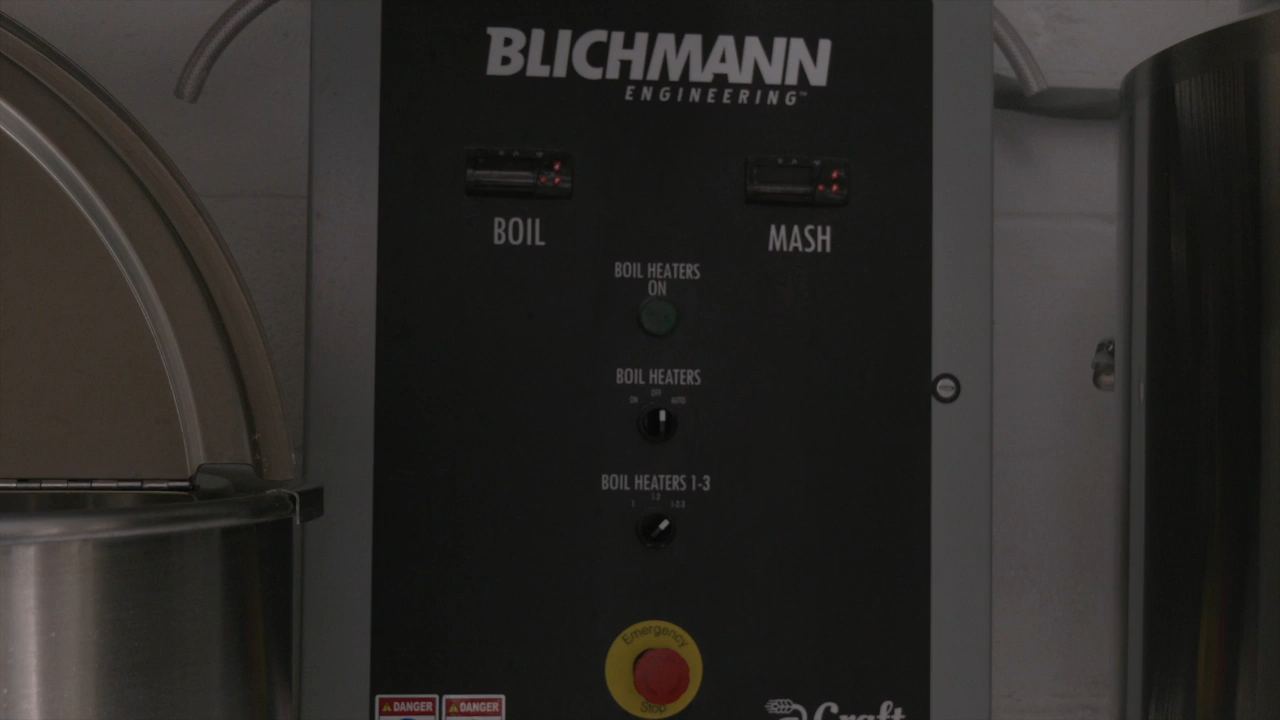 BLICHMANN
ENGINEERING™
BOIL
MASH
BOIL HEATERS
ON
BOIL HEATERS
OFF
ON
AUTO
BOIL HEATERS 1-3
1-2
1
1-2-3
Emergency
Stop
DANGER
DANGER
Craft